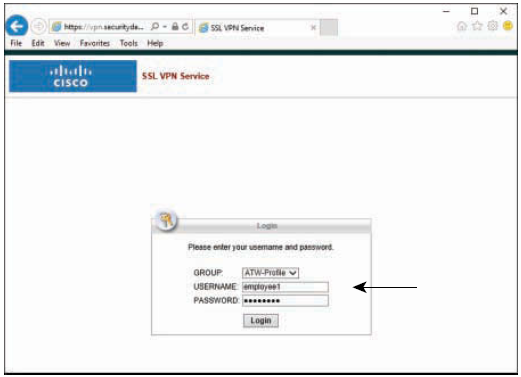 https://vpn.securityda...
SSL VPN Service
File Edit View Favorites Tools Help
CISCO
SSL VPN Service
Login
Please enter your username and password.
GROUP: ATW-Profile
USERNAME: employee1
PASSWORD: ••••••••
Login